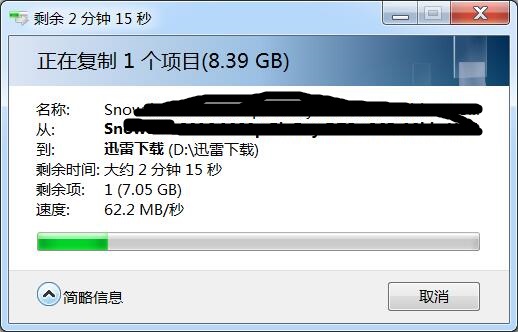 剩余 2 分钟 15 秒
正在复制 1 个项目(8.39 GB)
名称: Snow
从: Snow
到: 迅雷下载 (D:\迅雷下载)
剩余时间: 大约 2 分钟 15 秒
剩余项: 1 (7.05 GB)
速度: 62.2 MB/秒
简略信息
取消